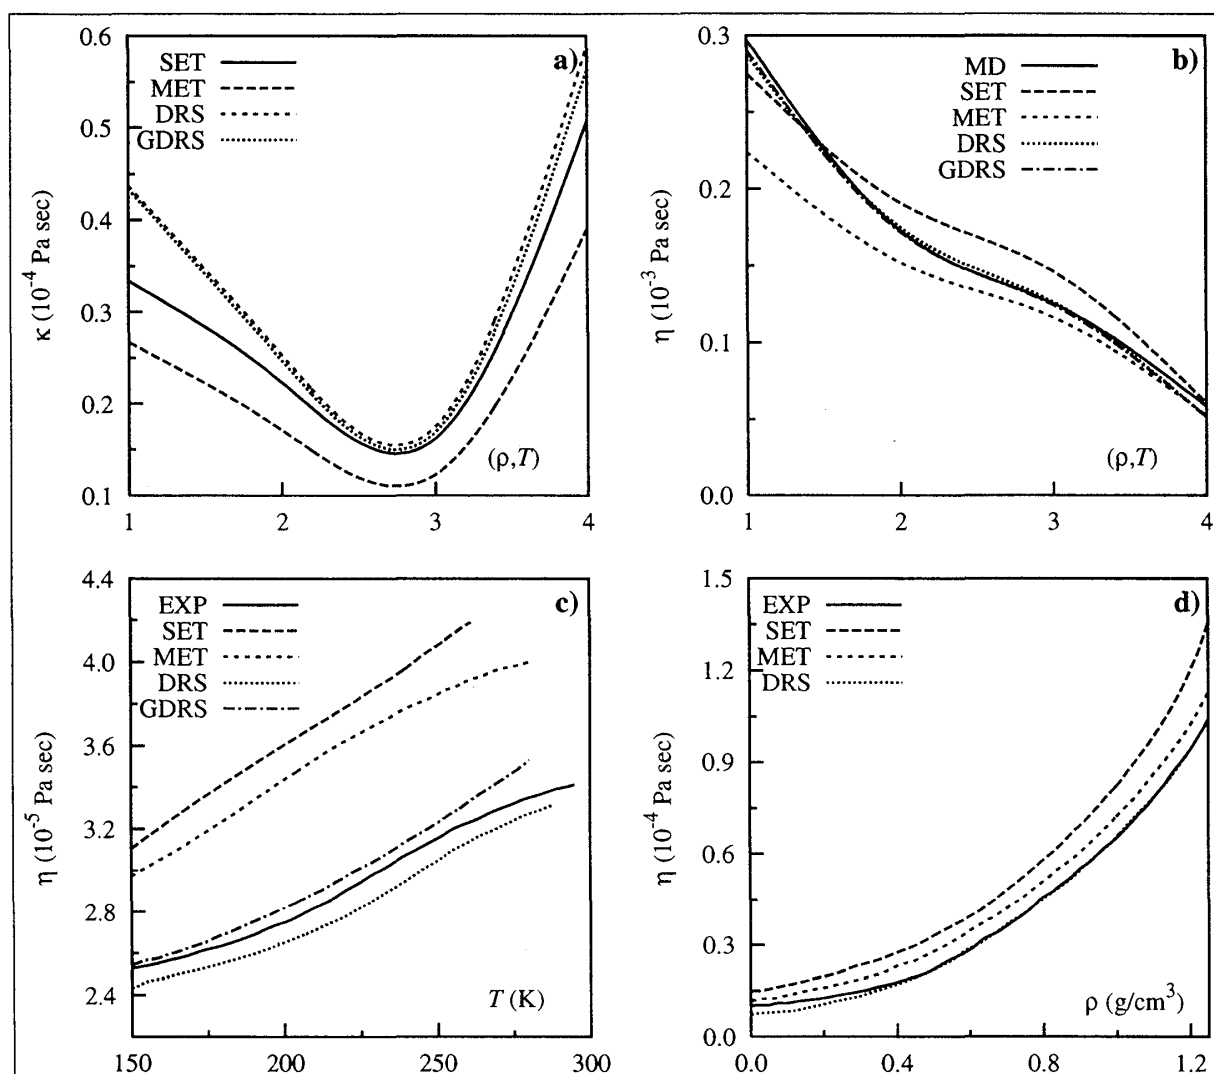 a)
SET
MET
DRS
GDRS
κ (10⁻⁴ Pa sec)
0.6
0.5
0.4
0.3
0.2
0.1
(ρ,T)
1 2 3 4
b)
MD
SET
MET
DRS
GDRS
η (10⁻³ Pa sec)
0.3
0.2
0.1
0.0
(ρ,T)
1 2 3 4
c)
EXP
SET
MET
DRS
GDRS
η (10⁻⁵ Pa sec)
4.4
4.0
3.6
3.2
2.8
2.4
T (K)
150 200 250 300
d)
EXP
SET
MET
DRS
η (10⁻⁴ Pa sec)
1.5
1.2
0.9
0.6
0.3
0.0
ρ (g/cm³)
0.0 0.4 0.8 1.2